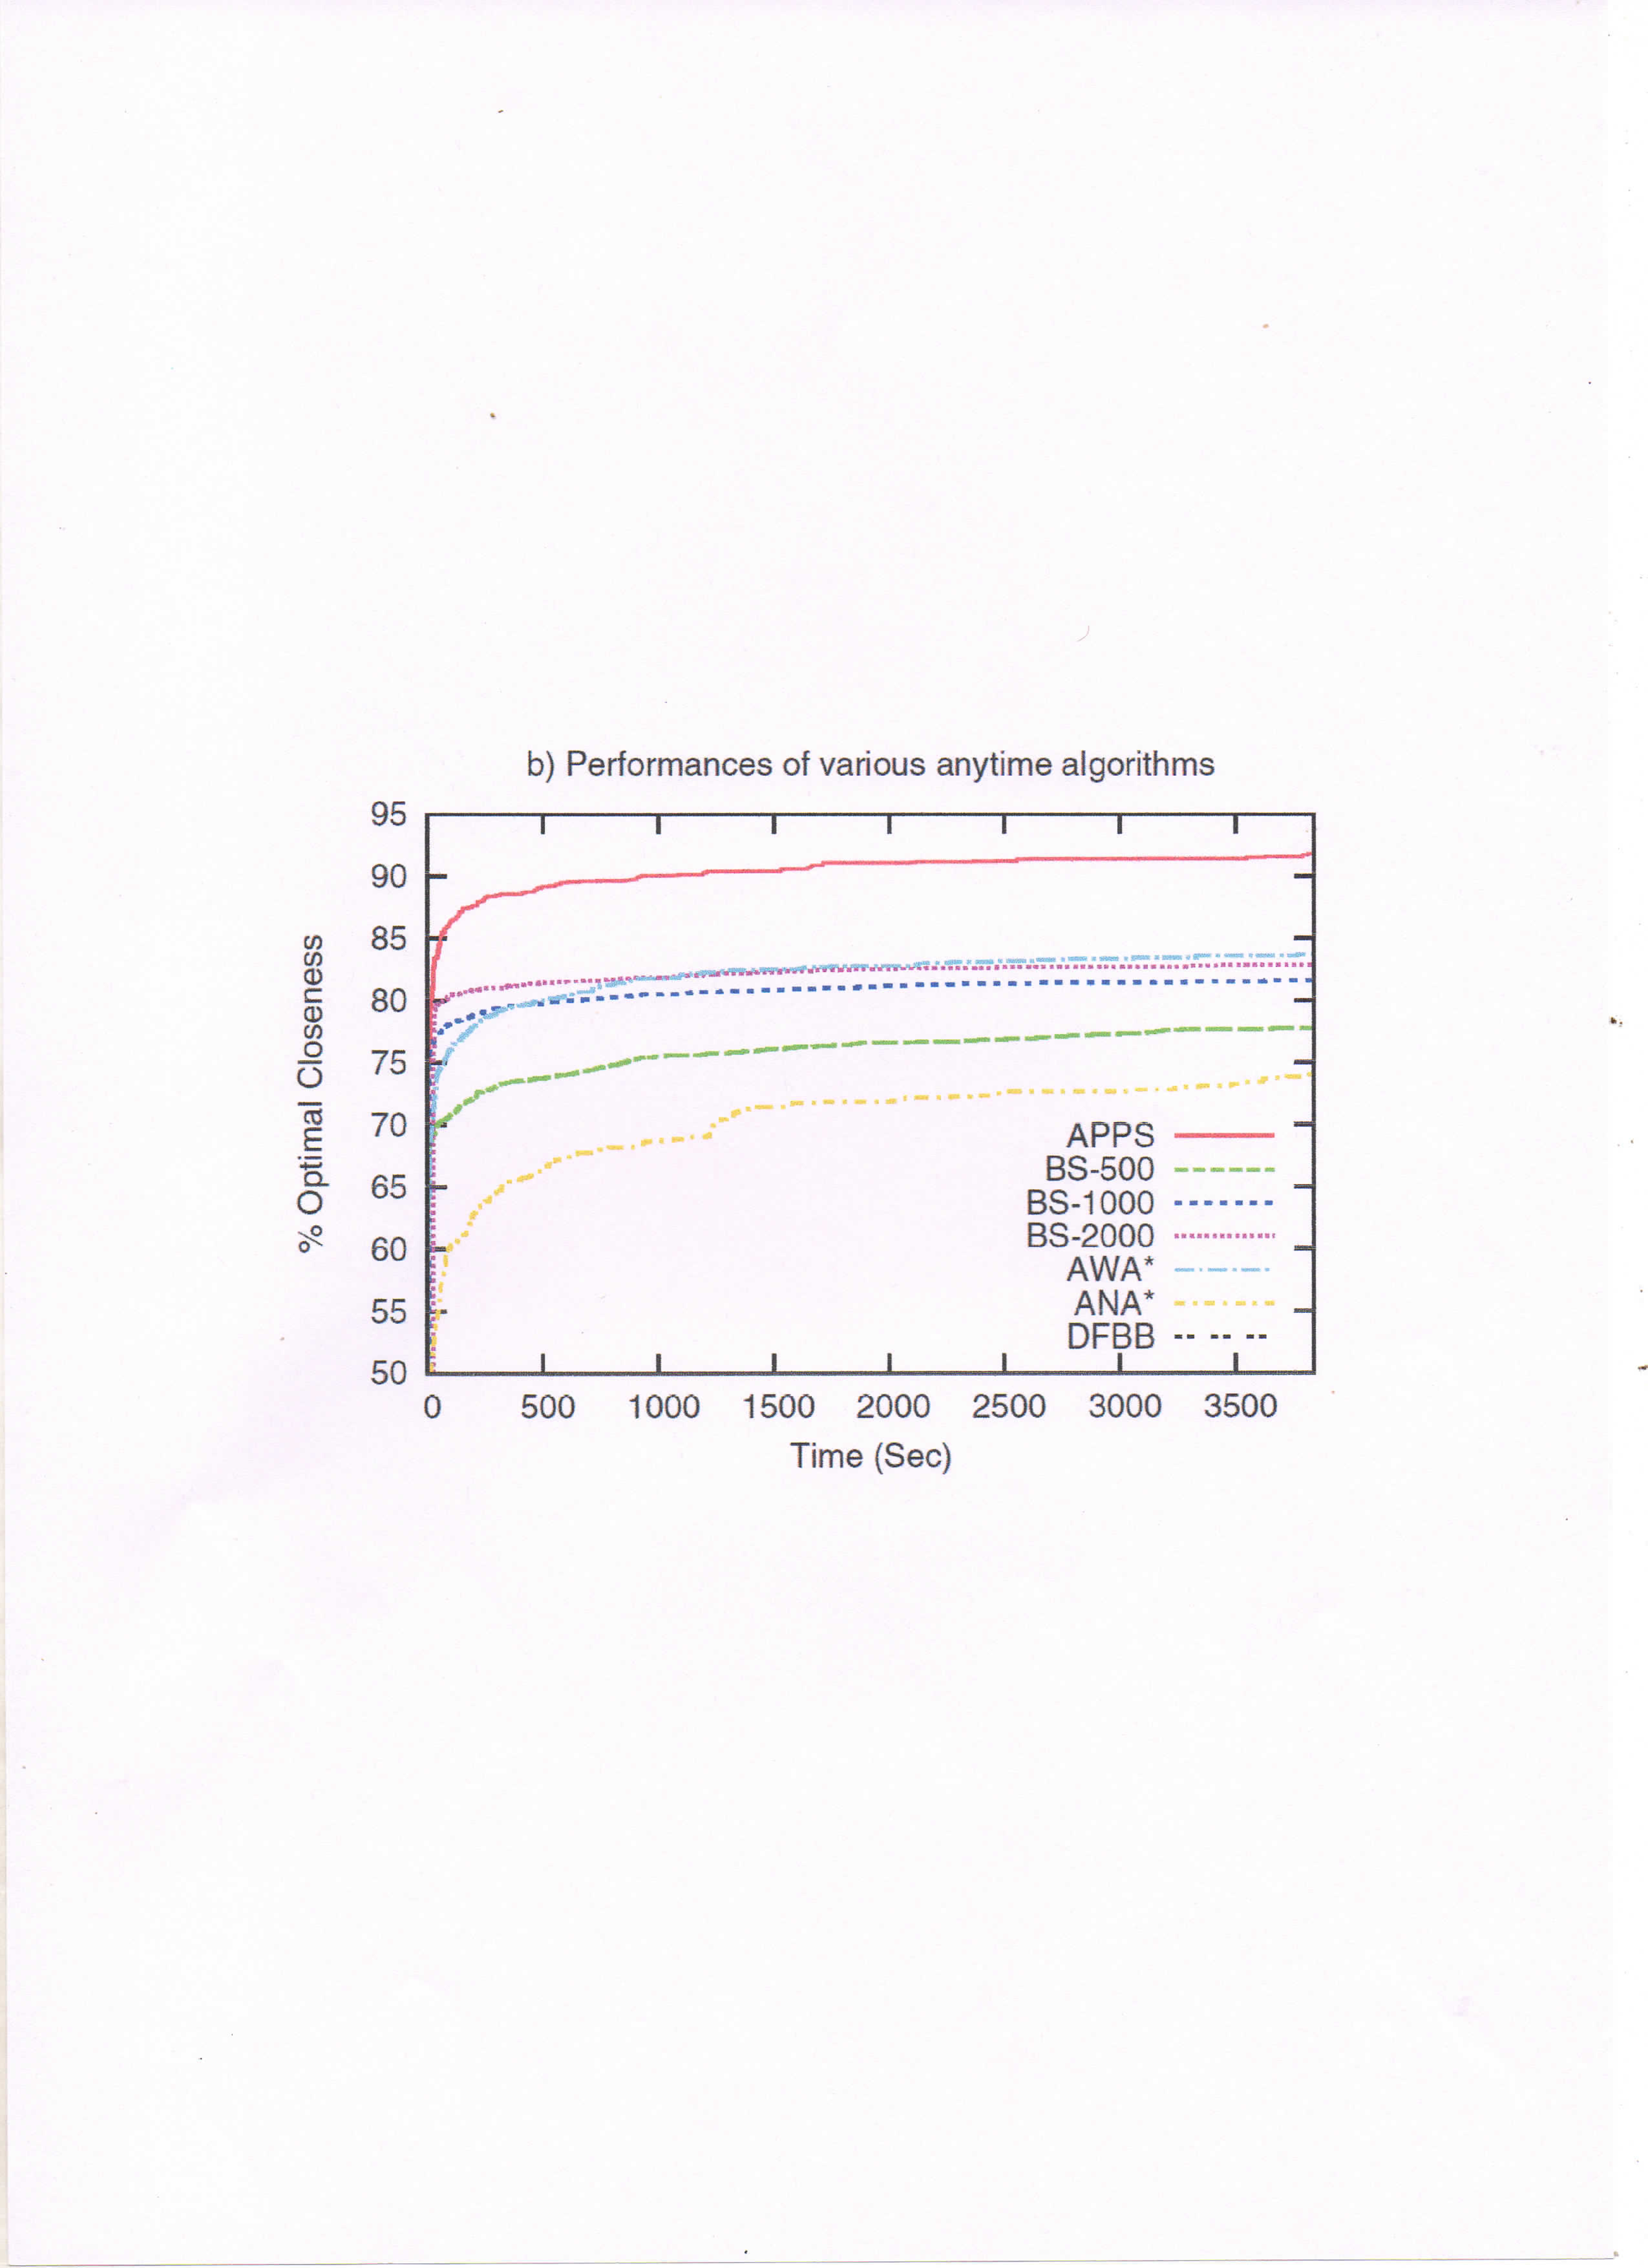 b) Performances of various anytime algorithms
95
90
85
80
75
70
65
60
55
50
% Optimal Closeness
APPS
BS-500
BS-1000
BS-2000
AWA*
ANA*
DFBB
0 500 1000 1500 2000 2500 3000 3500
Time (Sec)